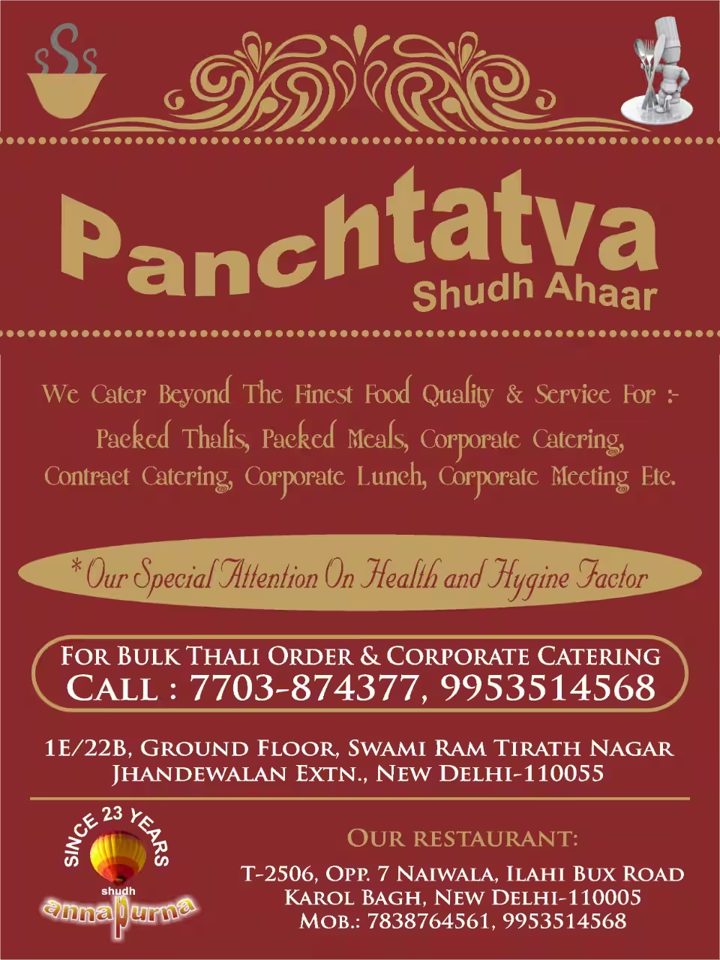 Panchtatva
Shudh Ahaar
We Cater Beyond The Finest Food Quality & Service For :-
Packed Thalis, Packed Meals, Corporate Catering,
Contract Catering, Corporate Lunch, Corporate Meeting Etc.
*Our Special Attention On Health and Hygine Factor
FOR BULK THALI ORDER & CORPORATE CATERING
CALL : 7703-874377, 9953514568
1E/22B, GROUND FLOOR, SWAMI RAM TIRATH NAGAR
JHANDEWALAN EXTN., NEW DELHI-110055
SINCE 23 YEARS
shudh
annapurna
OUR RESTAURANT:
T-2506, OPP. 7 NAIWALA, ILAHI BUX ROAD
KAROL BAGH, NEW DELHI-110005
MOB.: 7838764561, 9953514568